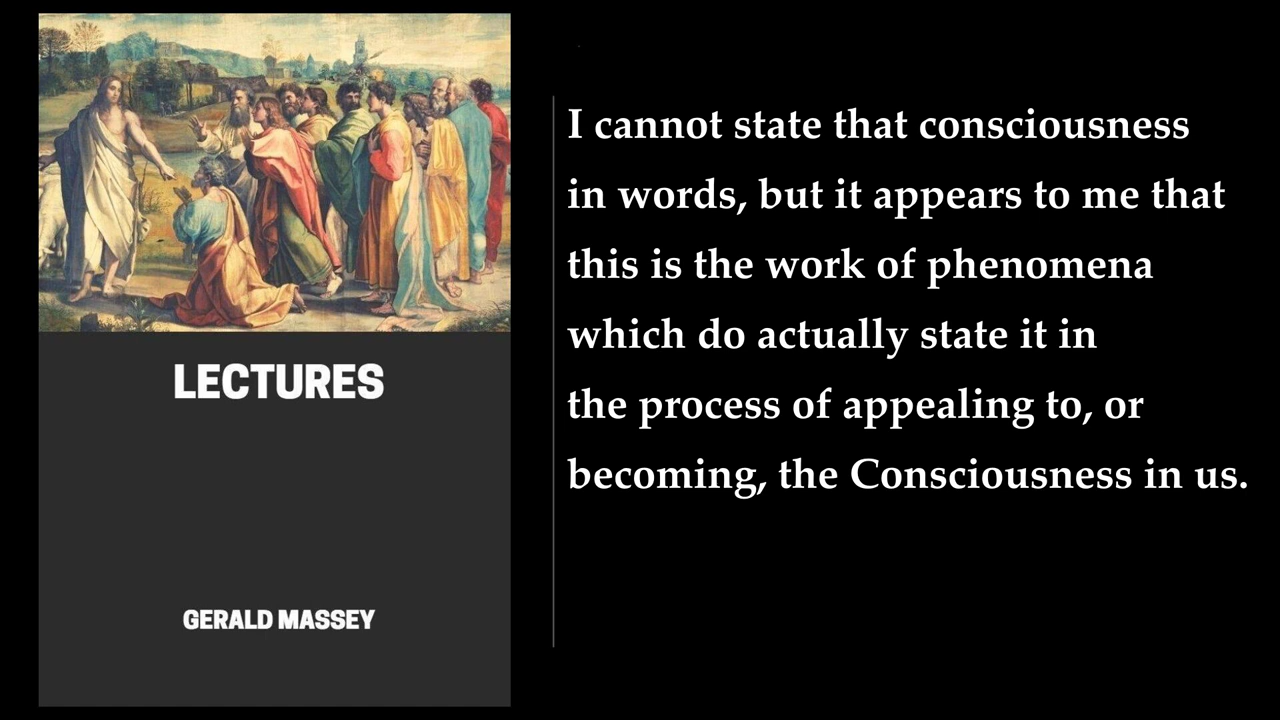 LECTURES
GERALD MASSEY
I cannot state that consciousness
in words, but it appears to me that
this is the work of phenomena
which do actually state it in
the process of appealing to, or
becoming, the Consciousness in us.